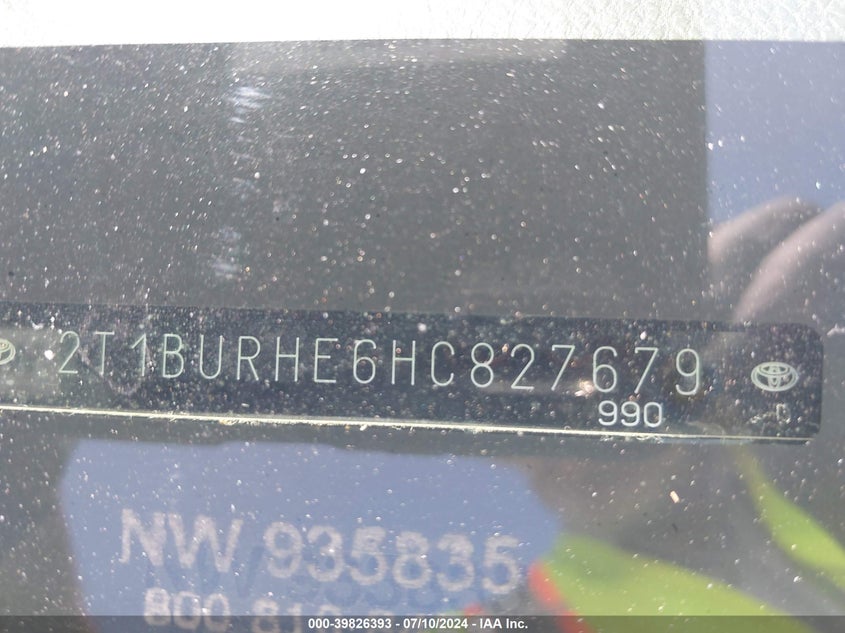 2T1BURHE6HC827679
990
NW 935835
000-39826393 - 07/10/2024 - IAA Inc.